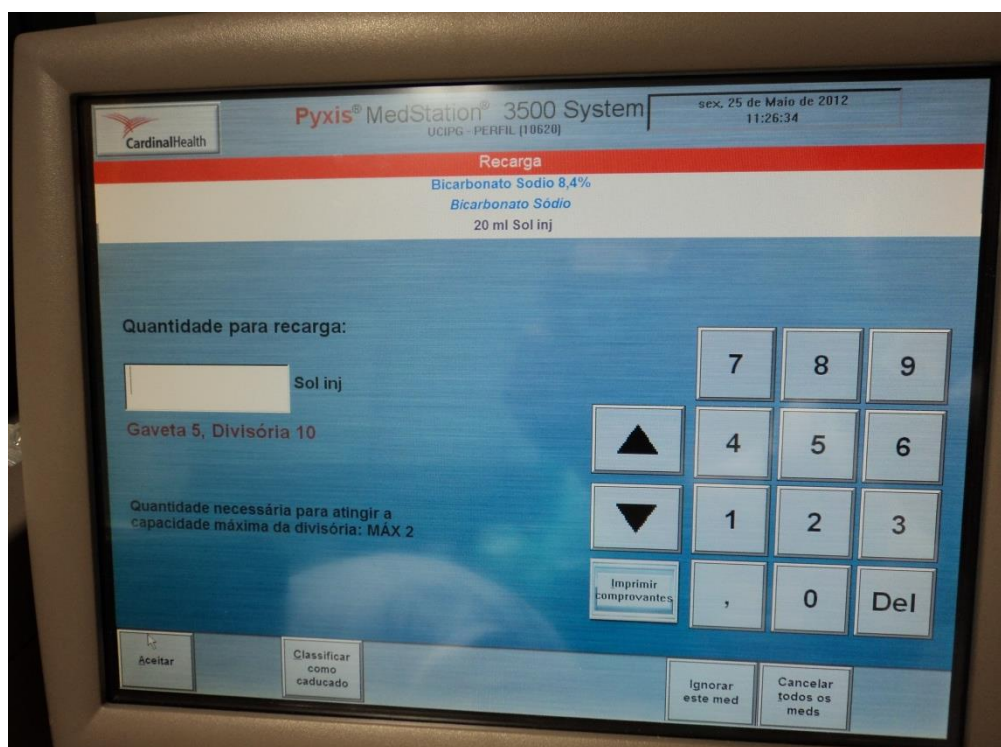 CardinalHealth
Pyxis® MedStation® 3500 System
UCIPG - PERFIL (10620)
sex, 25 de Maio de 2012
11:26:34
Recarga
Bicarbonato Sodio 8,4%
Bicarbonato Sódio
20 ml Sol inj
Quantidade para recarga:
Sol inj
Gaveta 5, Divisória 10
Quantidade necessária para atingir a
capacidade máxima da divisória: MÁX 2
7 8 9
4 5 6
1 2 3
, 0 Del
Imprimir
comprovantes
Aceitar
Classificar
como
caducado
Ignorar
este med
Cancelar
todos os
meds